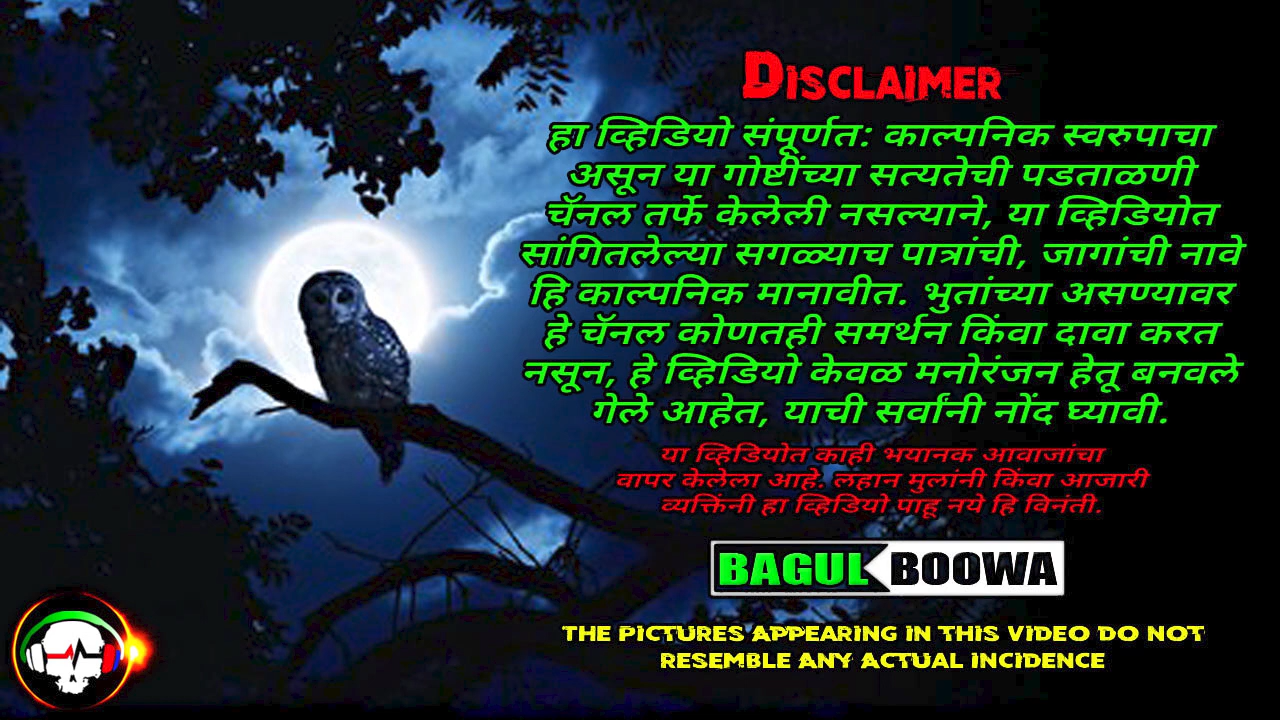 DISCLAIMER
हा व्हिडियो संपूर्णत: काल्पनिक स्वरुपाचा
असून या गोष्टींच्या सत्यतेची पडताळणी
चॅनल तर्फे केलेली नसल्याने, या व्हिडियोत
सांगितलेल्या सगळ्याच पात्रांची, जागांची नावे
हि काल्पनिक मानावीत. भुतांच्या असण्यावर
हे चॅनल कोणतही समर्थन किंवा दावा करत
नसून, हे व्हिडियो केवळ मनोरंजन हेतू बनवले
गेले आहेत, याची सर्वांनी नोंद घ्यावी.
या व्हिडियोत काही भयानक आवाजांचा
वापर केलेला आहे. लहान मुलांनी किंवा आजारी
व्यक्तिंनी हा व्हिडियो पाहू नये हि विनंती.
BAGUL BOOWA
THE PICTURES APPEARING IN THIS VIDEO DO NOT
RESEMBLE ANY ACTUAL INCIDENCE